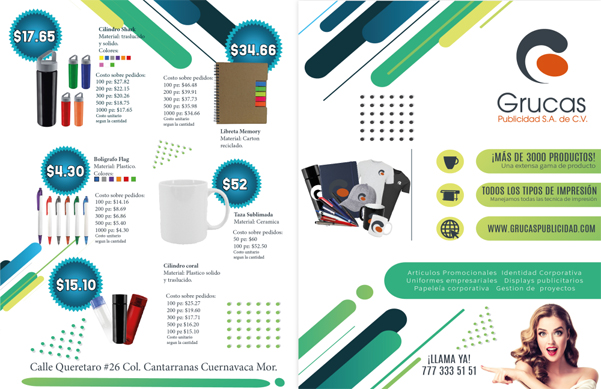 $17.65
Cilindro Shark
Material: traslucido
y solido.
Colores:
Costo sobre pedidos:
100 pz: $27.82
200 pz: $22.15
300 pz: $20.26
500 pz: $18.75
1000 pz: $17.65
Costo unitario
segun la cantidad
$34.66
Costo sobre pedidos:
100 pz: $46.48
200 pz: $39.91
300 pz: $37.73
500 pz: $35.98
1000 pz: $34.66
Costo unitario
segun la cantidad
Libreta Memory
Material: Carton
reciclado.
$4.30
Boligrafo Flag
Material: Plastico.
Colores:
Costo sobre pedidos:
100 pz: $14.16
200 pz: $8.69
300 pz: $6.86
500 pz: $5.40
1000 pz: $4.30
Costo unitario
segun la cantidad
$52
Taza Sublimada
Material: Ceramica
Costo sobre pedidos:
50 pz: $60
100 pz: $52.50
Costo unitario
segun la cantidad
$15.10
Cilindro coral
Material: Plastico solido
y traslucido.
Costo sobre pedidos:
100 pz: $25.27
200 pz: $19.60
300 pz: $17.71
500 pz: $16.20
1000 pz: $15.10
Costo unitario
segun la cantidad
Calle Queretaro #26 Col. Cantarranas Cuernavaca Mor.
Grucas
Publicidad S.A. de C.V.
¡MÁS DE 3000 PRODUCTOS!
Una extensa gama de producto
TODOS LOS TIPOS DE IMPRESIÓN
Manejamos todas las técnica de impresión
WWW.GRUCASPUBLICIDAD.COM
Artículos Promocionales Identidad Corporativa
Uniformes empresariales Displays publicitarios
Papelería corporativa Gestión de proyectos
¡LLAMA YA!
777 333 51 51